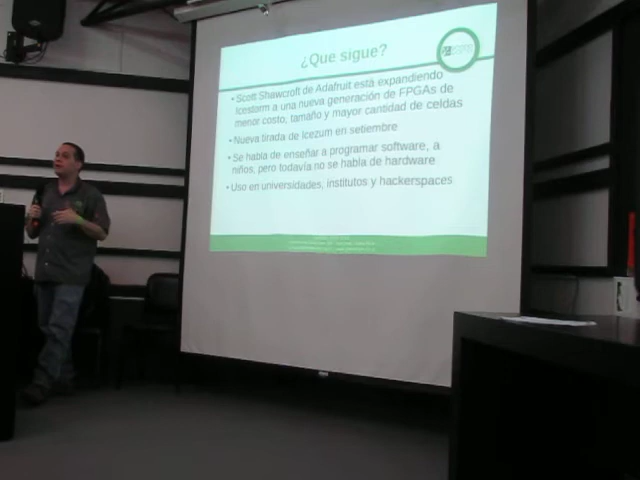 ¿Que sigue?
• Scott Shawcroft de Adafruit está expandiendo
Icestorm a una nueva generación de FPGAs de
menor costo, tamaño y mayor cantidad de celdas
• Nueva tirada de Icezum en setiembre
• Se habla de enseñar a programar software, a
niños, pero todavía no se habla de hardware
• Uso en universidades, institutos y hackerspaces